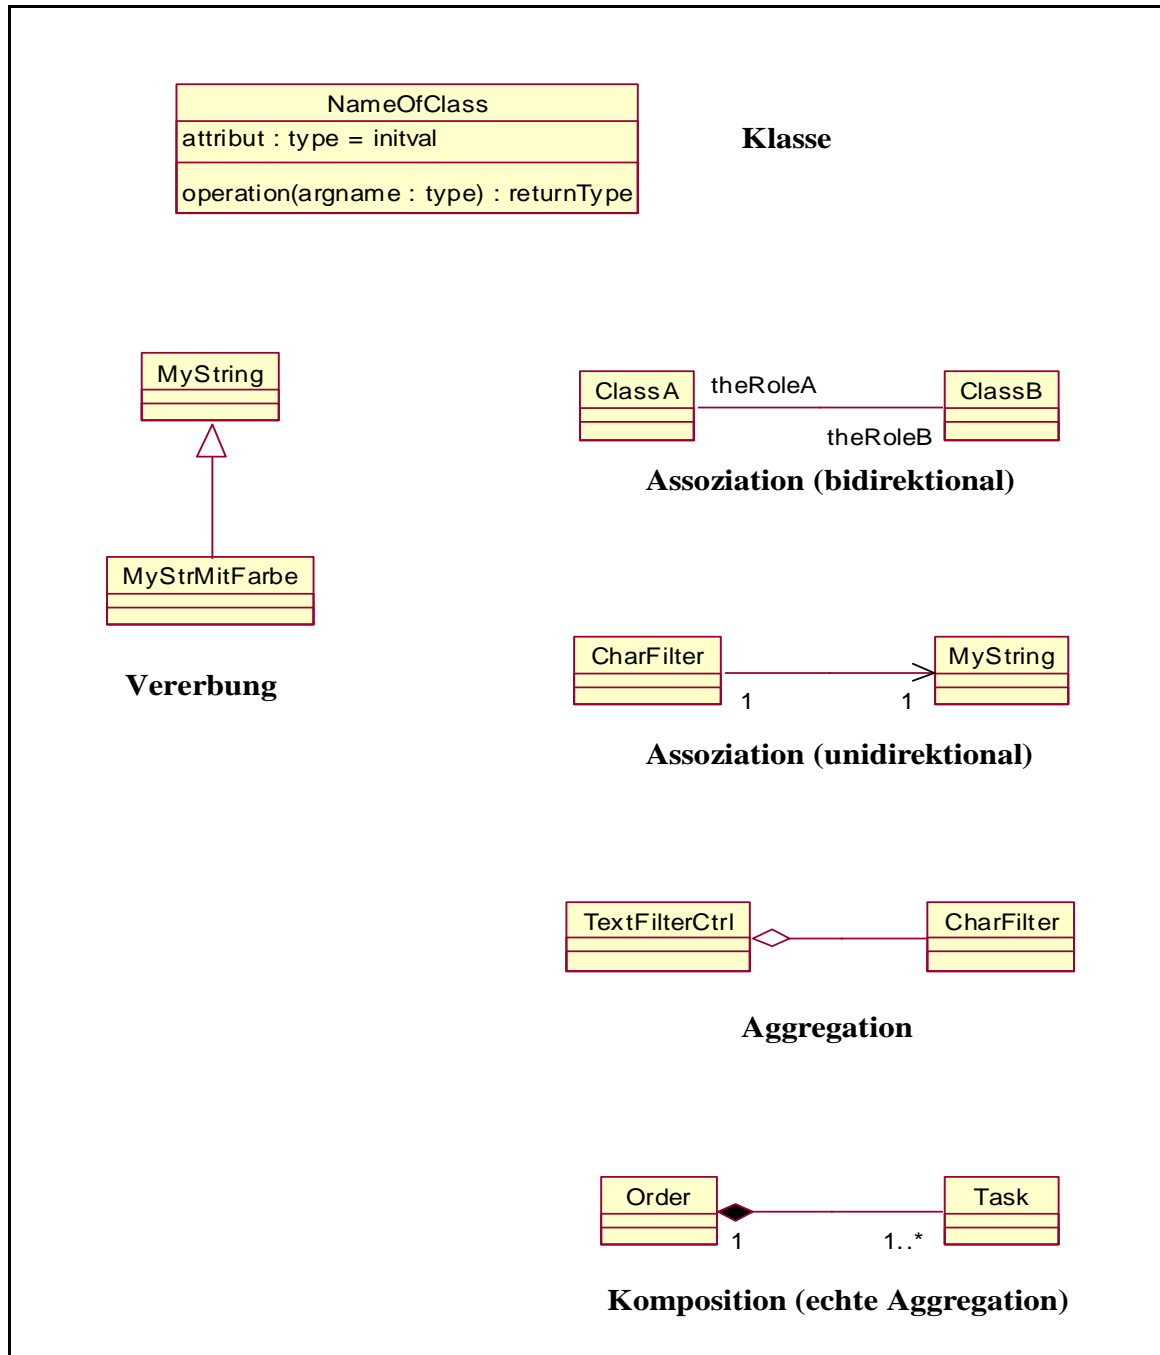 NameOfClass
attribut : type = initval
operation(argname : type) : returnType
Klasse
MyString
MyStrMitFarbe
Vererbung
ClassA
theRoleA
theRoleB
ClassB
Assoziation (bidirektional)
CharFilter
1
1
MyString
Assoziation (unidirektional)
TextFilterCtrl
CharFilter
Aggregation
Order
1
1..*
Task
Komposition (echte Aggregation)